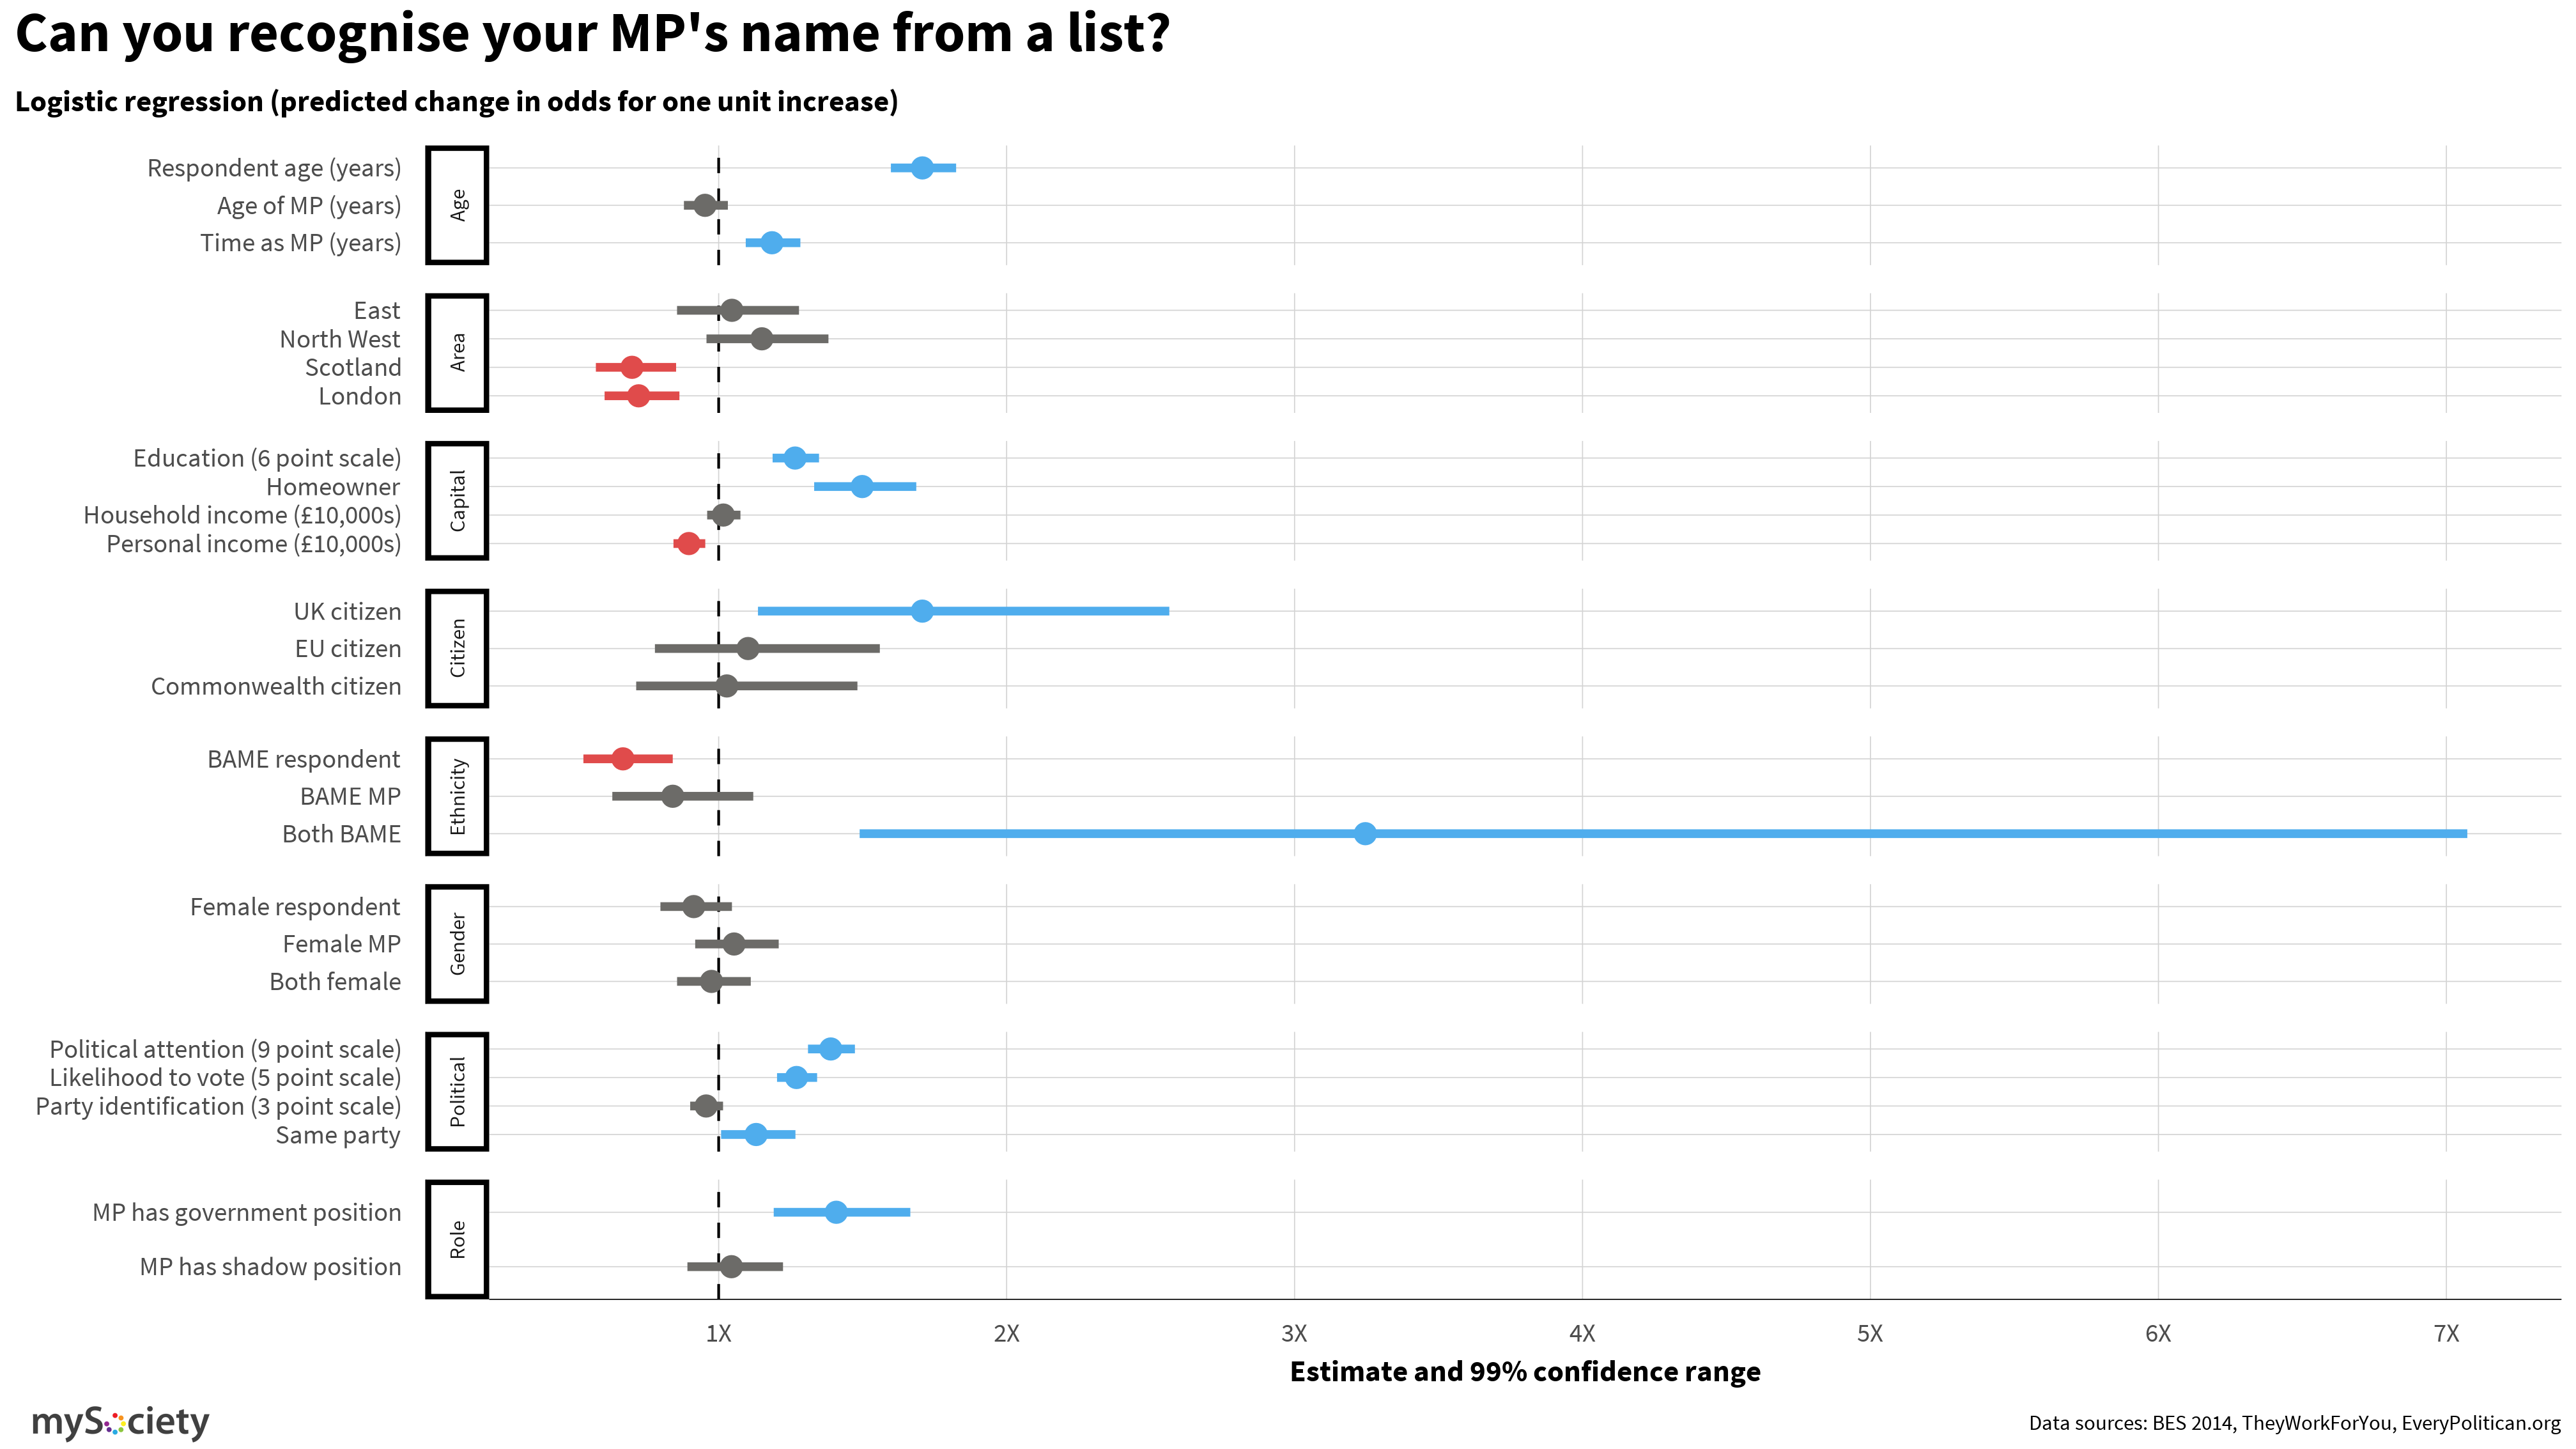 Can you recognise your MP's name from a list?
Logistic regression (predicted change in odds for one unit increase)
Age
Respondent age (years)
Age of MP (years)
Time as MP (years)
Area
East
North West
Scotland
London
Capital
Education (6 point scale)
Homeowner
Household income (£10,000s)
Personal income (£10,000s)
Citizen
UK citizen
EU citizen
Commonwealth citizen
Ethnicity
BAME respondent
BAME MP
Both BAME
Gender
Female respondent
Female MP
Both female
Political
Political attention (9 point scale)
Likelihood to vote (5 point scale)
Party identification (3 point scale)
Same party
Role
MP has government position
MP has shadow position
1X 2X 3X 4X 5X 6X 7X
Estimate and 99% confidence range
mySociety
Data sources: BES 2014, TheyWorkForYou, EveryPolitican.org